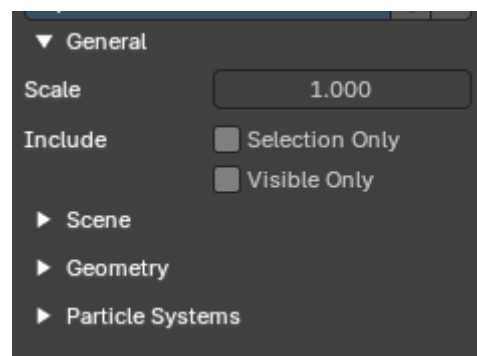 General
Scale 1.000
Include Selection Only
Visible Only
Scene
Geometry
Particle Systems